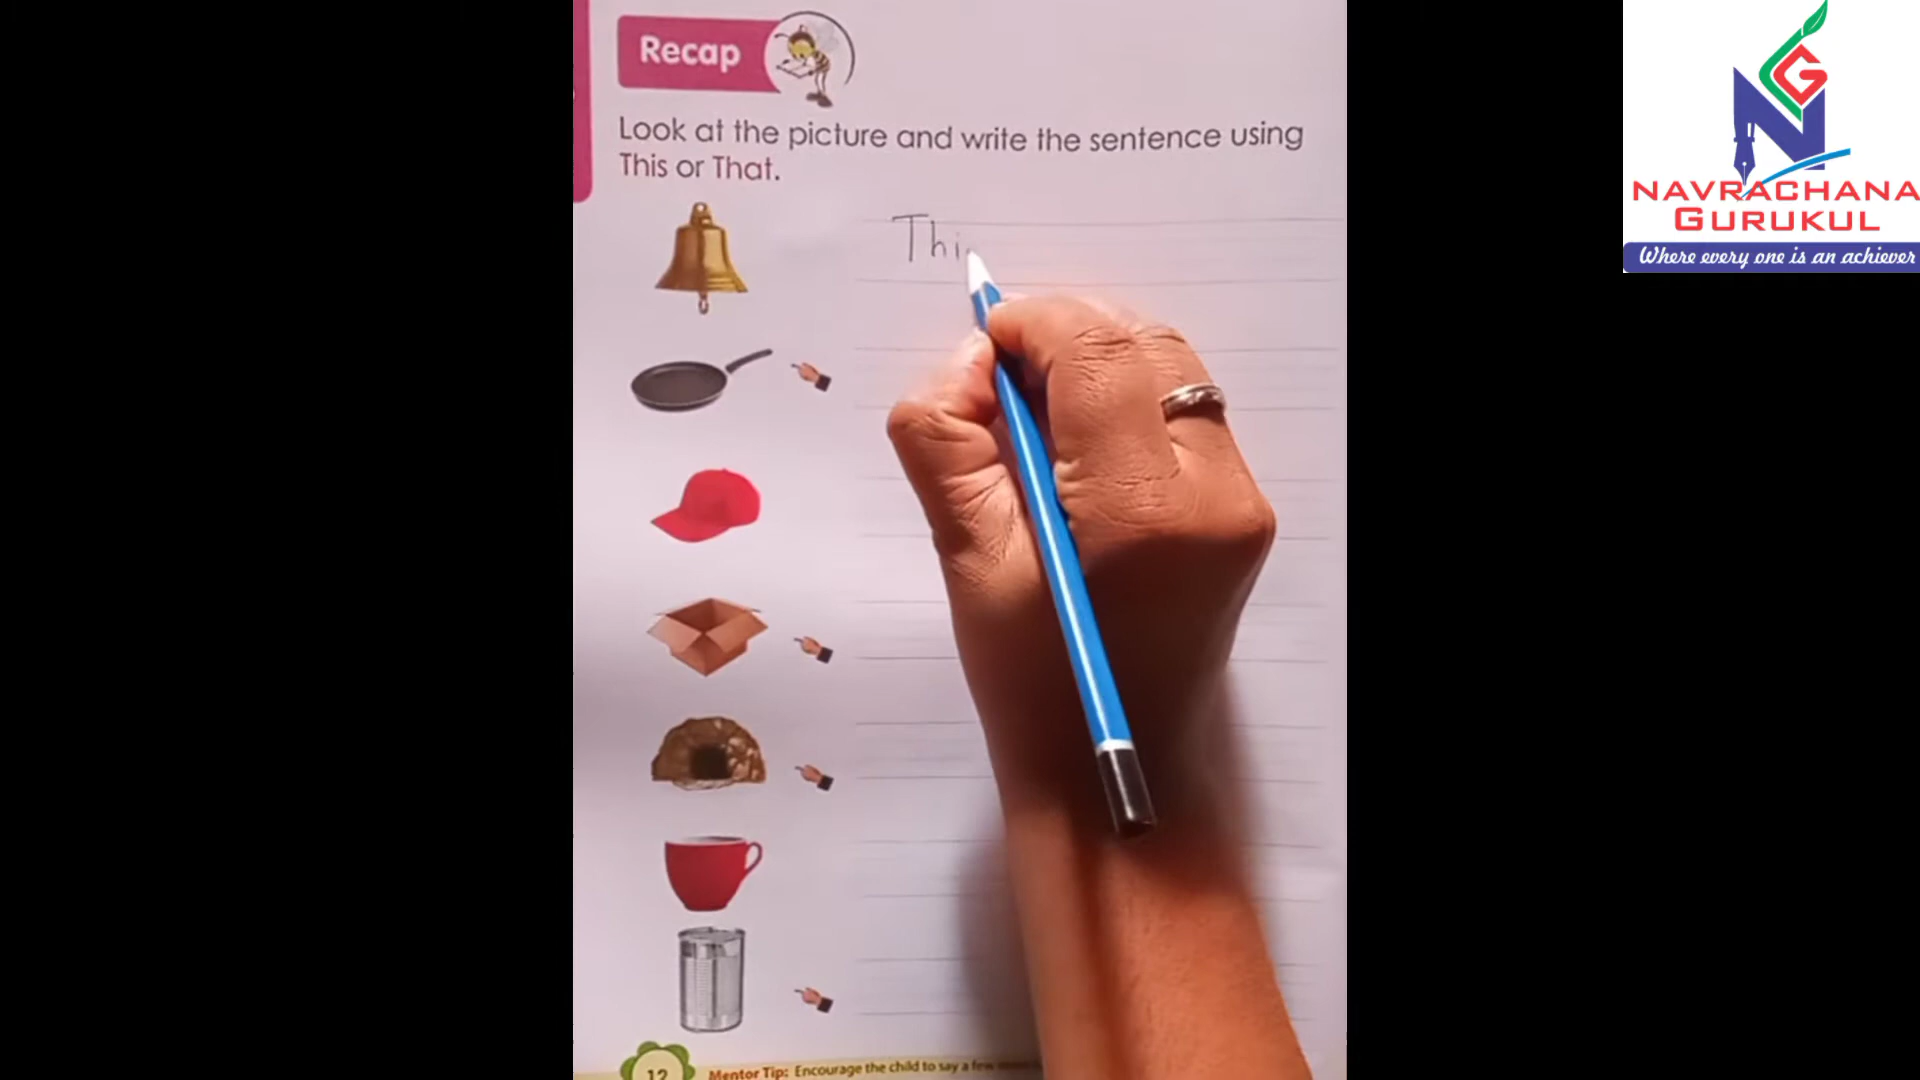 Recap
Look at the picture and write the sentence using
This or That.
Thi
12
Mentor Tip: Encourage the child to say a few
NAVRACHANA
GURUKUL
Where every one is an achiever